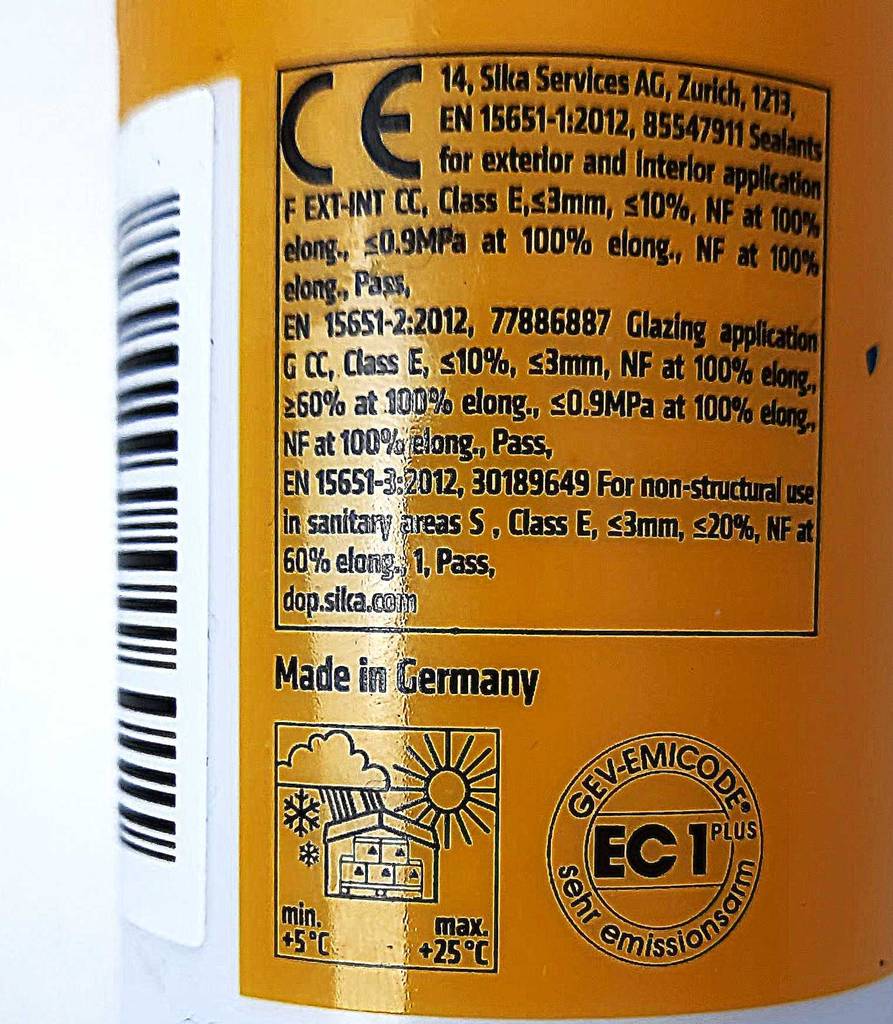 CE
14, Sika Services AG, Zurich, 1213,
EN 15651-1:2012, 85547911 Sealants
for exterior and interior application
F EXT-INT CC, Class E,≤3mm, ≤10%, NF at 100%
elong., ≤0.9MPa at 100% elong., NF at 100%
elong., Pass,
EN 15651-2:2012, 77886887 Glazing application
G CC, Class E, ≤10%, ≤3mm, NF at 100% elong.,
≥60% at 100% elong., ≤0.9MPa at 100% elong.,
NF at 100% elong., Pass,
EN 15651-3:2012, 30189649 For non-structural use
in sanitary areas S , Class E, ≤3mm, ≤20%, NF at
60% elong., 1, Pass,
dop.sika.com
Made in Germany
min.
+5°C
max.
+25°C
GEV-EMICODE®
EC1 PLUS
sehr emissionsarm